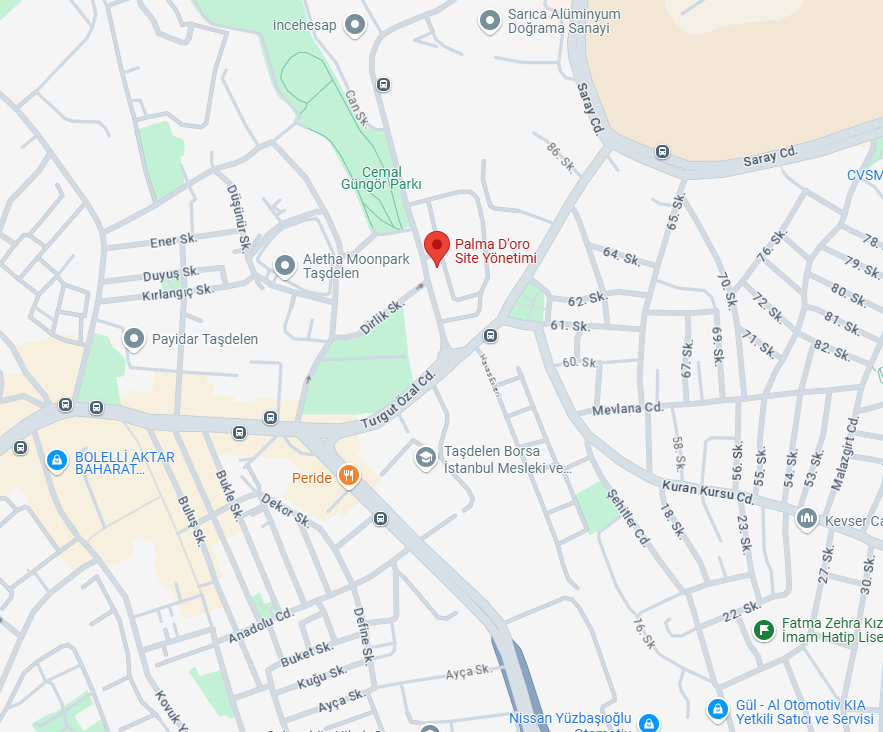 incehesap
Sarıca Alüminyum
Doğrama Sanayi
Can Sk.
Saray Cd.
Saray Cd.
86. Sk.
CVSM
Cemal
Güngör Parkı
Düşünür Sk.
65. Sk.
Ener Sk.
Palma D'oro
Site Yönetimi
64. Sk.
76. Sk.
78.
Aletha Moonpark
Taşdelen
Duyuş Sk.
79. Sk.
Kırlangıç Sk.
70. Sk.
80. Sk.
62. Sk.
72. Sk.
Dirlik Sk.
61. Sk.
81. Sk.
Payidar Taşdelen
69. Sk.
71. Sk.
82. Sk.
67. Sk.
60. Sk.
Turgut Özal Cd.
Mevlana Cd.
58. Sk.
Malazgirt Cd.
BOLELLİ AKTAR
BAHARAT...
Taşdelen Borsa
İstanbul Mesleki ve...
56. Sk.
55. Sk.
54. Sk.
53. Sk.
Peride
Bukle Sk.
Kuran Kursu Cd.
Buluş Sk.
Dekor Sk.
Şehitler Cd.
18. Sk.
23. Sk.
Kevser Ca
27. Sk.
30. Sk.
22. Sk.
Anadolu Cd.
Define Sk.
16. Sk
Fatma Zehra Kız
İmam Hatip Lise
Buket Sk.
Kuğu Sk.
Ayça Sk.
Ayça Sk.
Kovuk Y
Nissan Yüzbaşıoğlu
Otomotiv
Gül - Al Otomotiv KIA
Yetkili Satıcı ve Servisi